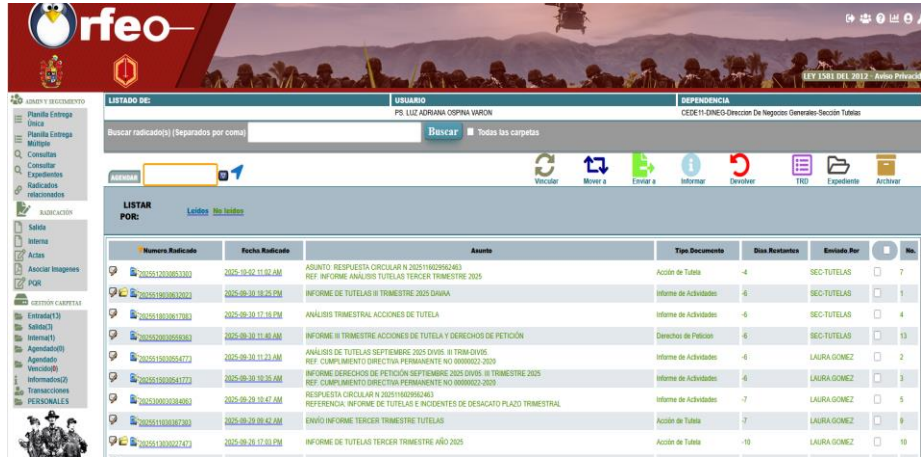 Orfeo
LEY 1581 DEL 2012 - Aviso Privacid
ADMIN Y SEGUIMIENTO
Planilla Entrega
Única
Planilla Entrega
Múltiple
Consultas
Consultar
Expedientes
Radicados
relacionados
RADICACIÓN
Salida
Interna
Actas
Asociar Imagenes
PQR
GESTIÓN CARPETAS
Entrada(13)
Salida(3)
Interna(1)
Agendado(0)
Agendado
Vencido(0)
Informados(2)
Transacciones
PERSONALES
LISTADO DE: USUARIO DEPENDENCIA
PS. LUZ ADRIANA OSPINA VARON CEDE11-DINEG-Direccion De Negocios Generales-Sección Tutelas
Buscar radicado(s) (Separados por coma) Buscar Todas las carpetas
AGENDAR Vincular Mover a Enviar a Informar Devolver TRD Expediente Archivar
LISTAR
POR: Leidos No leidos
Numero.Radicado Fecha.Radicado Asunto Tipo.Documento Dias.Restantes Enviado.Por No.
2025512030853303 2025-10-02 11:02 AM ASUNTO: RESPUESTA CIRCULAR N 2025116029562463 Acción de Tutela -4 SEC-TUTELAS 7
REF. INFORME ANÁLISIS TUTELAS TERCER TRIMESTRE 2025
2025519030632023 2025-09-30 18:25 PM INFORME DE TUTELAS III TRIMESTRE 2025 DAVAA Informe de Actividades -6 SEC-TUTELAS 1
2025518030617083 2025-09-30 17:16 PM ANÁLISIS TRIMESTRAL ACCIONES DE TUTELA Informe de Actividades -6 SEC-TUTELAS 4
2025520030559363 2025-09-30 11:40 AM INFORME III TRIMESTRE ACCIONES DE TUTELA Y DERECHOS DE PETICIÓN Derechos de Peticion -6 SEC-TUTELAS 13
2025515030554773 2025-09-30 11:23 AM ANÁLISIS DE TUTELAS SEPTIEMBRE 2025 DIV05. III TRIM-DIV05. Informe de Actividades -6 LAURA GOMEZ 2
REF. CUMPLIMIENTO DIRECTIVA PERMANENTE NO 00000022-2020
2025515030541773 2025-09-30 10:35 AM INFORME DERECHOS DE PETICIÓN SEPTIEMBRE 2025 DIV05. III TRIMESTRE 2025 Informe de Actividades -6 LAURA GOMEZ 3
REF. CUMPLIMIENTO DIRECTIVA PERMANENTE NO 00000022-2020
2025300030384063 2025-09-29 10:47 AM RESPUESTA CIRCULAR N 2025116029562463 Informe de Actividades -7 LAURA GOMEZ 5
REFERENCIA: INFORME DE TUTELAS E INCIDENTES DE DESACATO PLAZO TRIMESTRAL
2025511030367303 2025-09-29 09:42 AM ENVÍO INFORME TERCER TRIMESTRE TUTELAS Acción de Tutela -7 LAURA GOMEZ 9
2025513030227473 2025-09-26 17:03 PM INFORME DE TUTELAS TERCER TRIMESTRE AÑO 2025 Acción de Tutela -10 LAURA GOMEZ 10